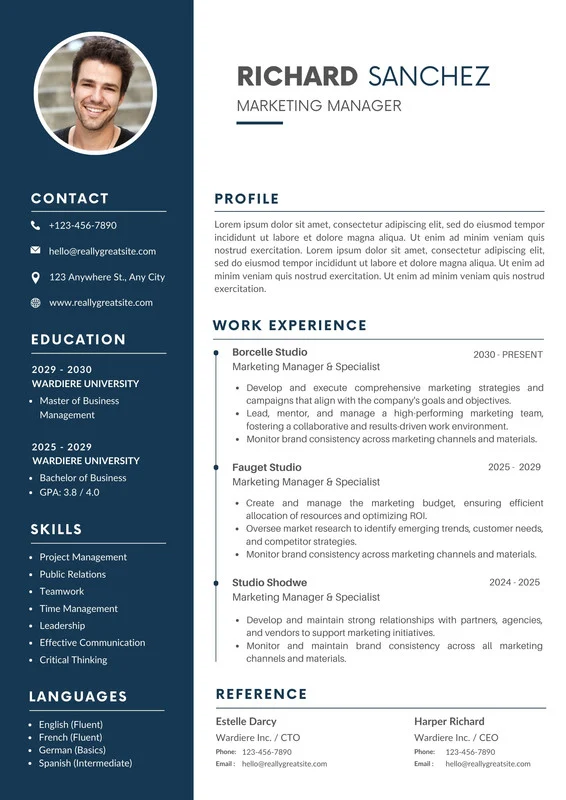 RICHARD SANCHEZ
MARKETING MANAGER
CONTACT
+123-456-7890
hello@reallygreatsite.com
123 Anywhere St., Any City
www.reallygreatsite.com
EDUCATION
2029 - 2030
WARDIERE UNIVERSITY
• Master of Business
Management
2025 - 2029
WARDIERE UNIVERSITY
• Bachelor of Business
• GPA: 3.8 / 4.0
SKILLS
• Project Management
• Public Relations
• Teamwork
• Time Management
• Leadership
• Effective Communication
• Critical Thinking
LANGUAGES
• English (Fluent)
• French (Fluent)
• German (Basics)
• Spanish (Intermediate)
PROFILE
Lorem ipsum dolor sit amet, consectetur adipiscing elit, sed do eiusmod tempor
incididunt ut labore et dolore magna aliqua. Ut enim ad minim veniam quis
nostrud exercitation. Lorem ipsum dolor sit amet, consectetur adipiscing elit,
sed do eiusmod tempor incididunt ut labore et dolore magna aliqua. Ut enim ad
minim veniam quis nostrud exercitation. Ut enim ad minim veniam quis nostrud
exercitation.
WORK EXPERIENCE
Borcelle Studio 2030 - PRESENT
Marketing Manager & Specialist
• Develop and execute comprehensive marketing strategies and
campaigns that align with the company's goals and objectives.
• Lead, mentor, and manage a high-performing marketing team,
fostering a collaborative and results-driven work environment.
• Monitor brand consistency across marketing channels and materials.
Fauget Studio 2025 - 2029
Marketing Manager & Specialist
• Create and manage the marketing budget, ensuring efficient
allocation of resources and optimizing ROI.
• Oversee market research to identify emerging trends, customer needs,
and competitor strategies.
• Monitor brand consistency across marketing channels and materials.
Studio Shodwe 2024 - 2025
Marketing Manager & Specialist
• Develop and maintain strong relationships with partners, agencies,
and vendors to support marketing initiatives.
• Monitor and maintain brand consistency across all marketing
channels and materials.
REFERENCE
Estelle Darcy
Wardiere Inc. / CTO
Phone: 123-456-7890
Email : hello@reallygreatsite.com
Harper Richard
Wardiere Inc. / CEO
Phone: 123-456-7890
Email : hello@reallygreatsite.com